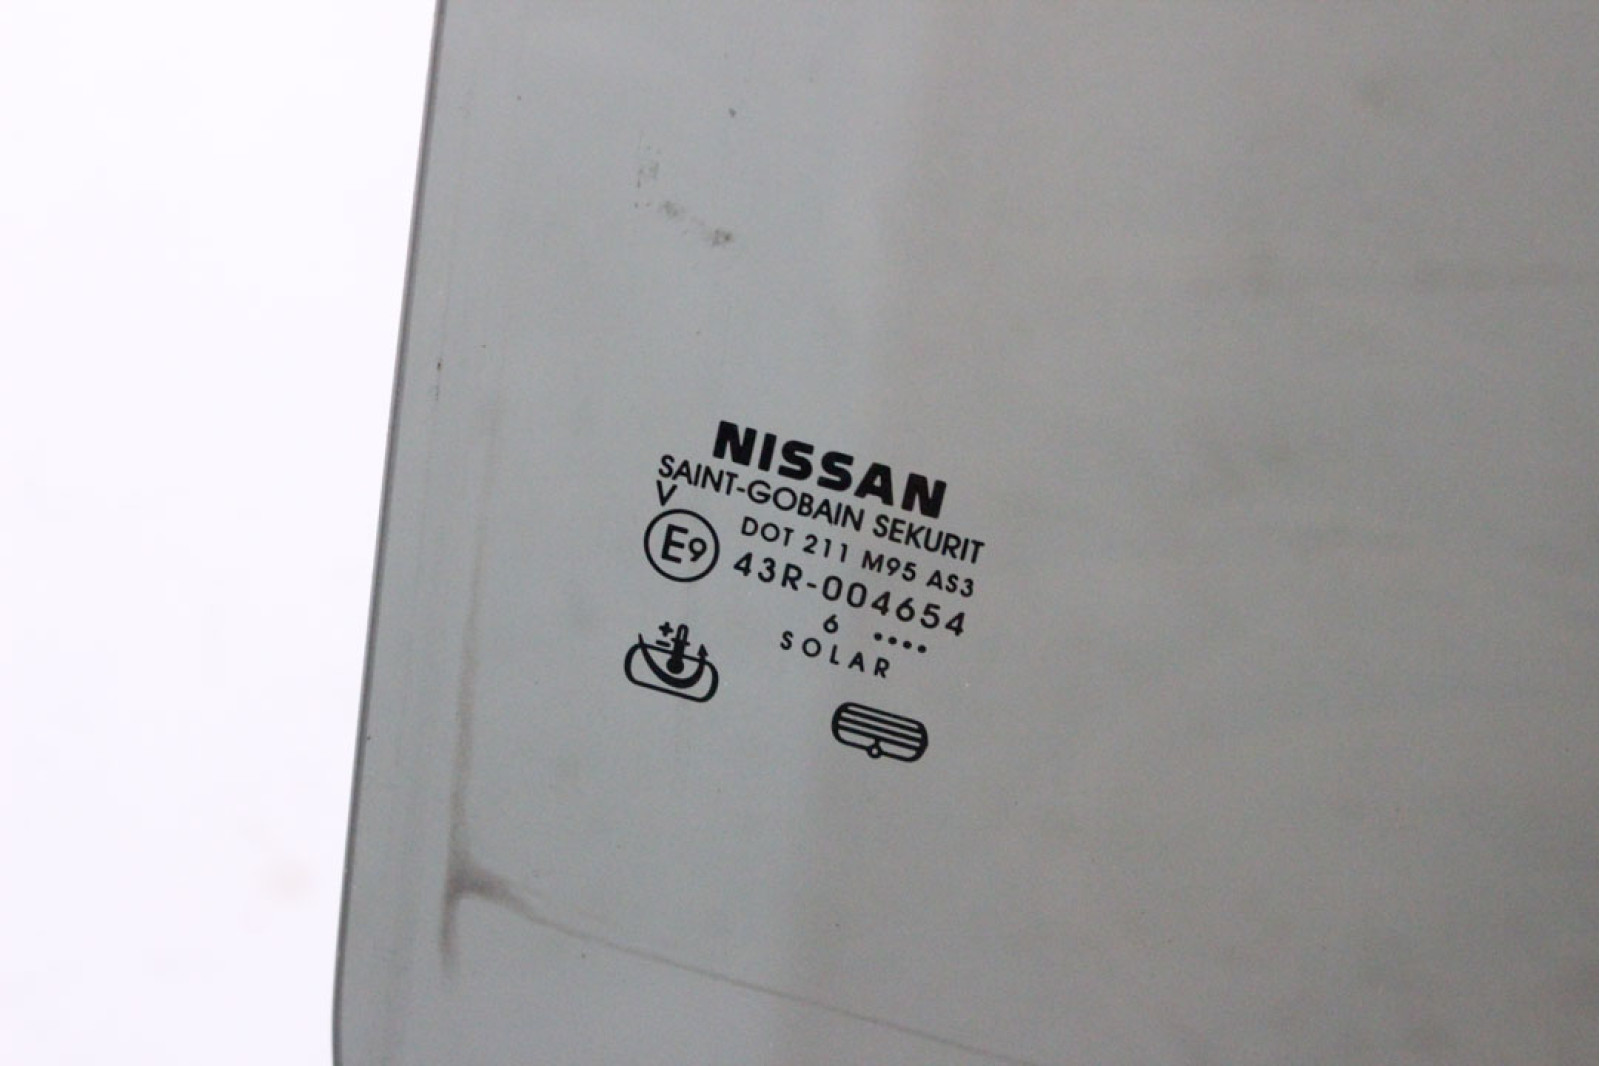 NISSAN
SAINT-GOBAIN SEKURIT
V
E9
DOT 211 M95 AS3
43R-004654
6 ••••
SOLAR